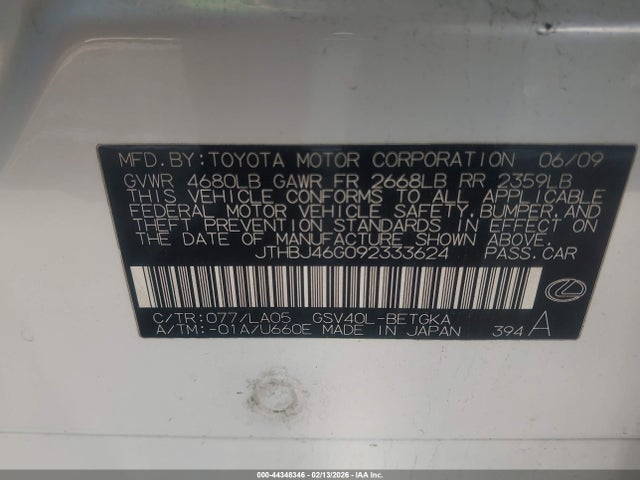 MFD. BY: TOYOTA MOTOR CORPORATION 06/09
GVWR 4680LB GAWR FR 2668LB RR 2359LB
THIS VEHICLE CONFORMS TO ALL APPLICABLE
FEDERAL MOTOR VEHICLE SAFETY, BUMPER, AND
THEFT PREVENTION STANDARDS IN EFFECT ON
THE DATE OF MANUFACTURE SHOWN ABOVE.
JTHBJ46G092333624 PASS.CAR
C/TR: 077/LA05 GSV40L-BETGKA
A/TM:-01A/U660E MADE IN JAPAN 394 A
000-44348346 - 02/13/2026 - IAA Inc.